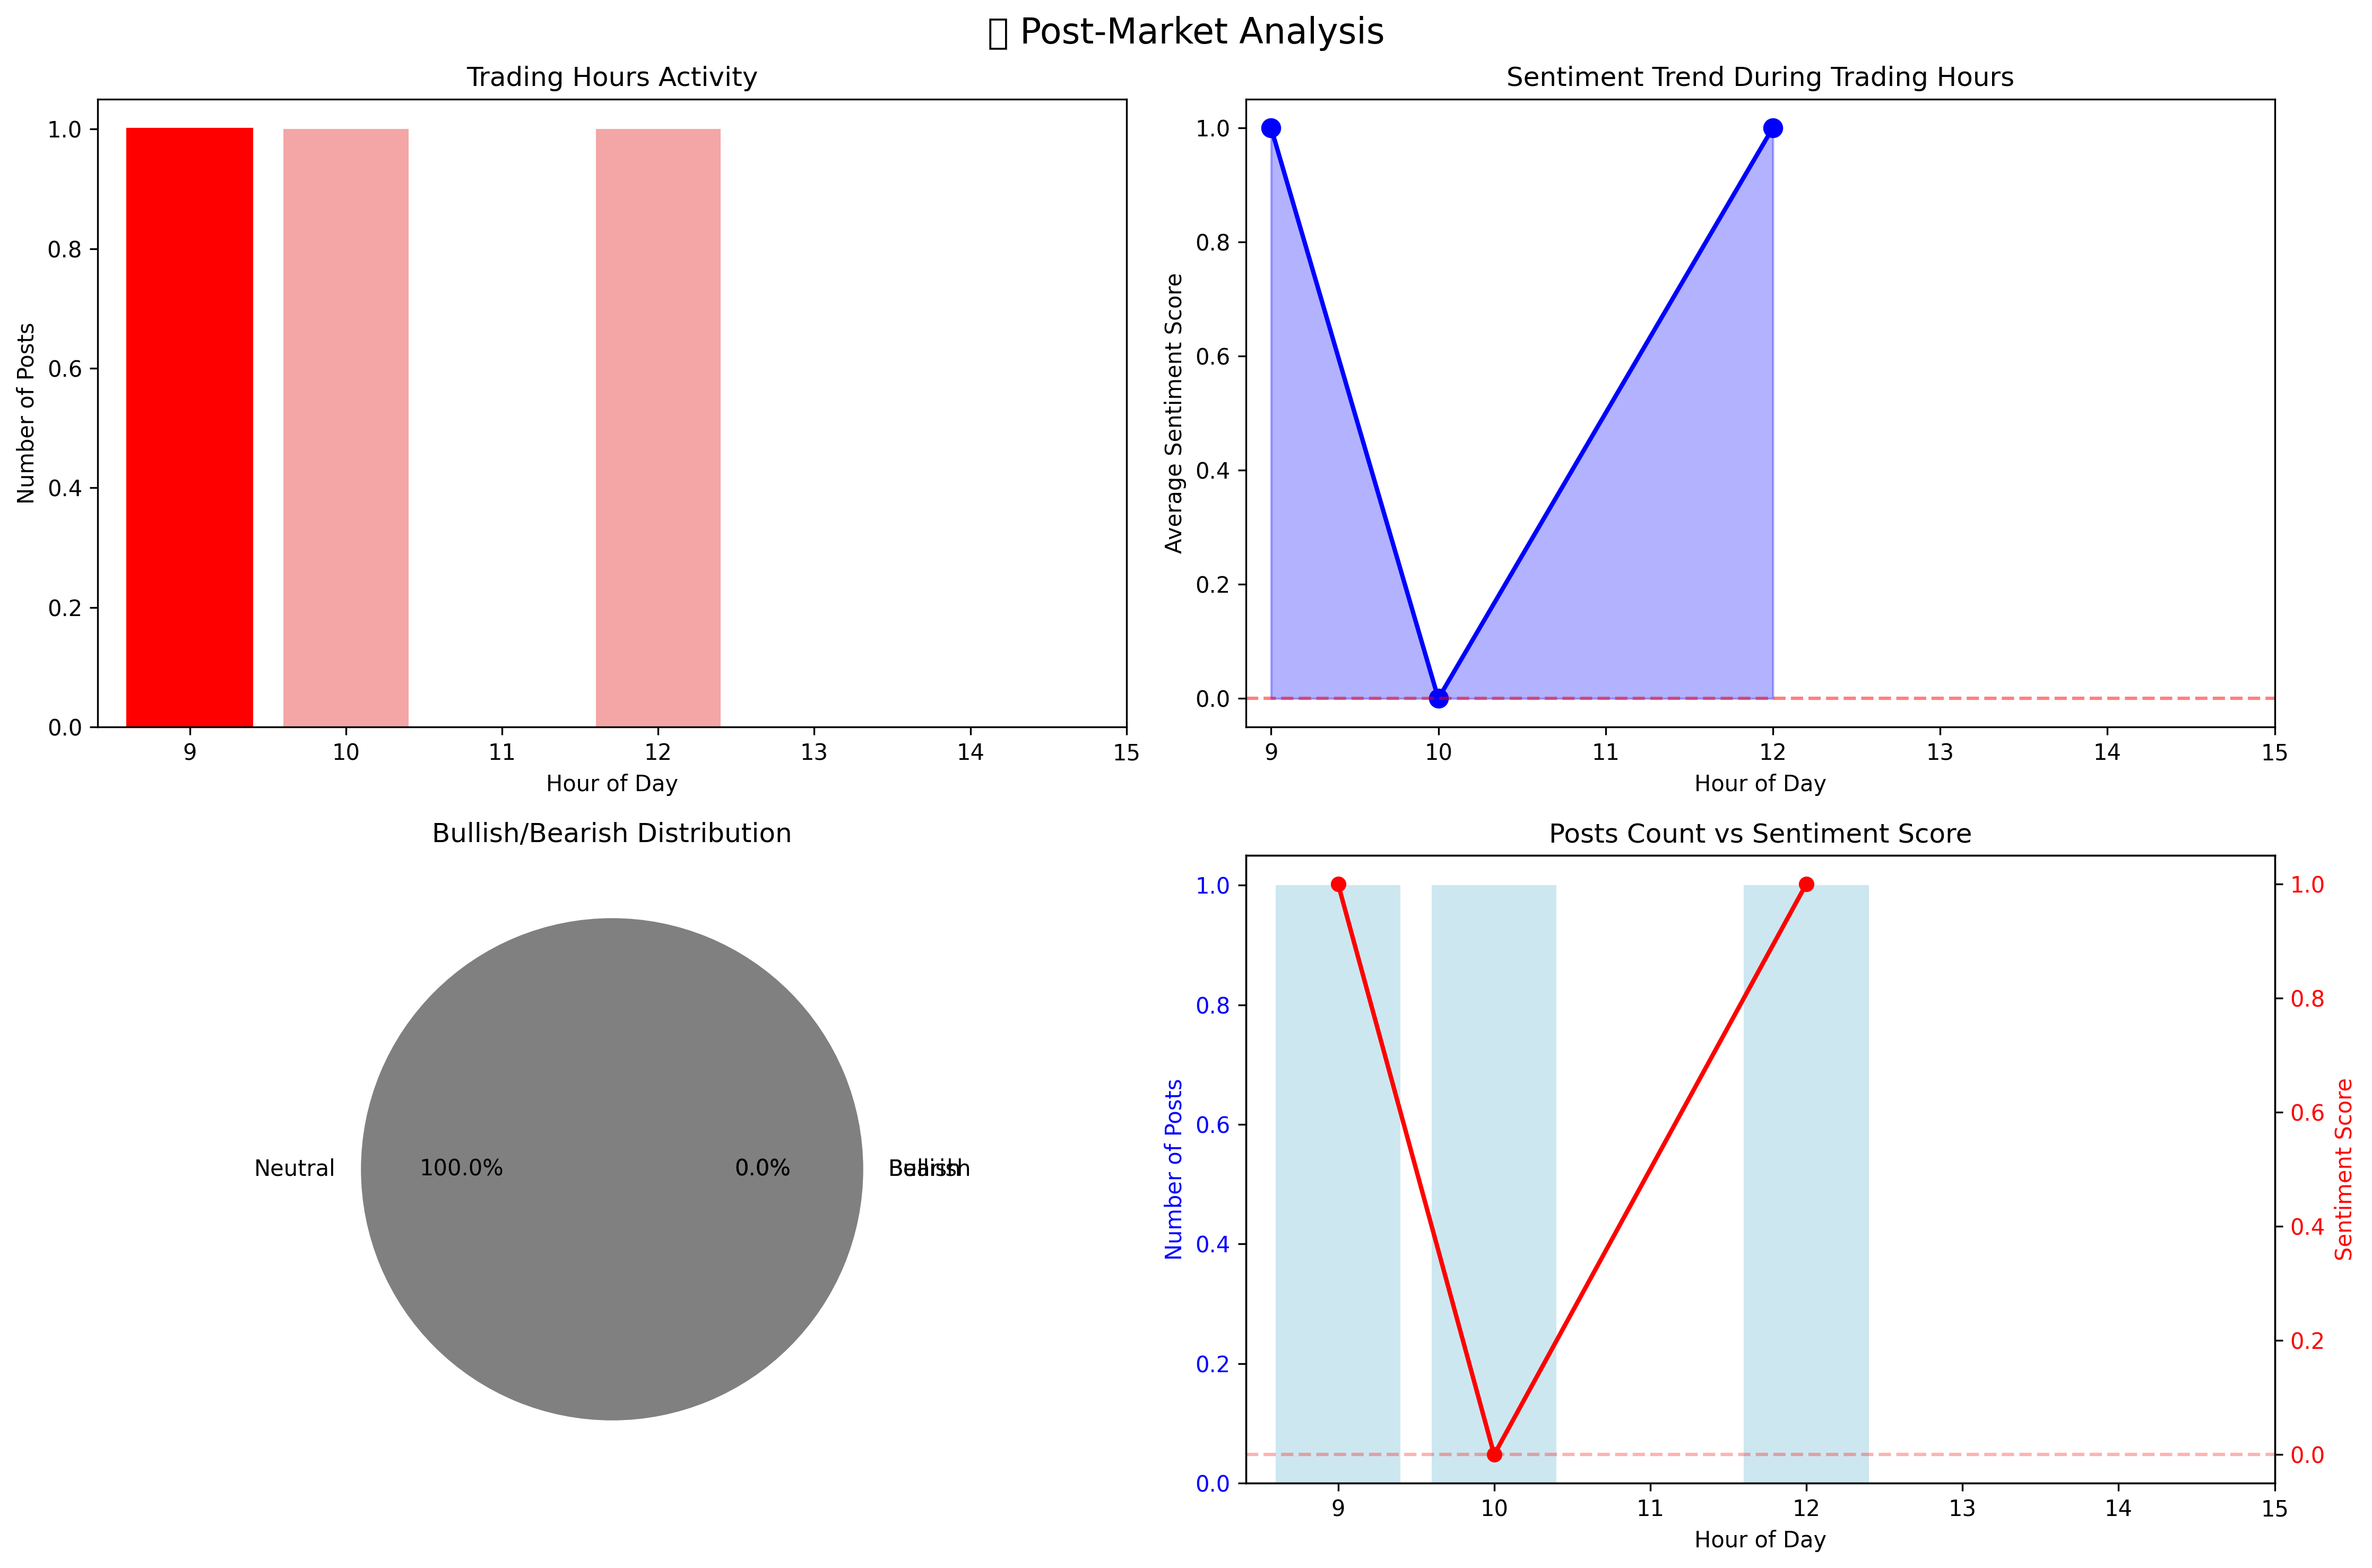 Post-Market Analysis
Trading Hours Activity
Number of Posts
1.0
0.8
0.6
0.4
0.2
0.0
9 10 11 12 13 14 15
Hour of Day
Sentiment Trend During Trading Hours
Average Sentiment Score
1.0
0.8
0.6
0.4
0.2
0.0
9 10 11 12 13 14 15
Hour of Day
Bullish/Bearish Distribution
Neutral
100.0%
0.0%
Bullish
Bearish
Posts Count vs Sentiment Score
Number of Posts
1.0
0.8
0.6
0.4
0.2
0.0
1.0
0.8
0.6
0.4
0.2
0.0
Sentiment Score
9 10 11 12 13 14 15
Hour of Day